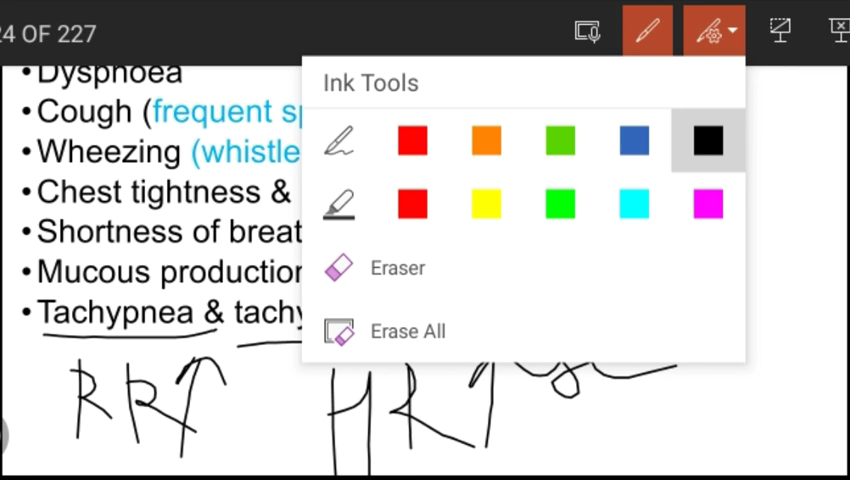 24 OF 227
Ink Tools
• Dysphoea
• Cough (frequent sp
• Wheezing (whistle
• Chest tightness &
• Shortness of breat
• Mucous production
• Tachypnea & tachy
Eraser
Erase All
RR↑ HR↑